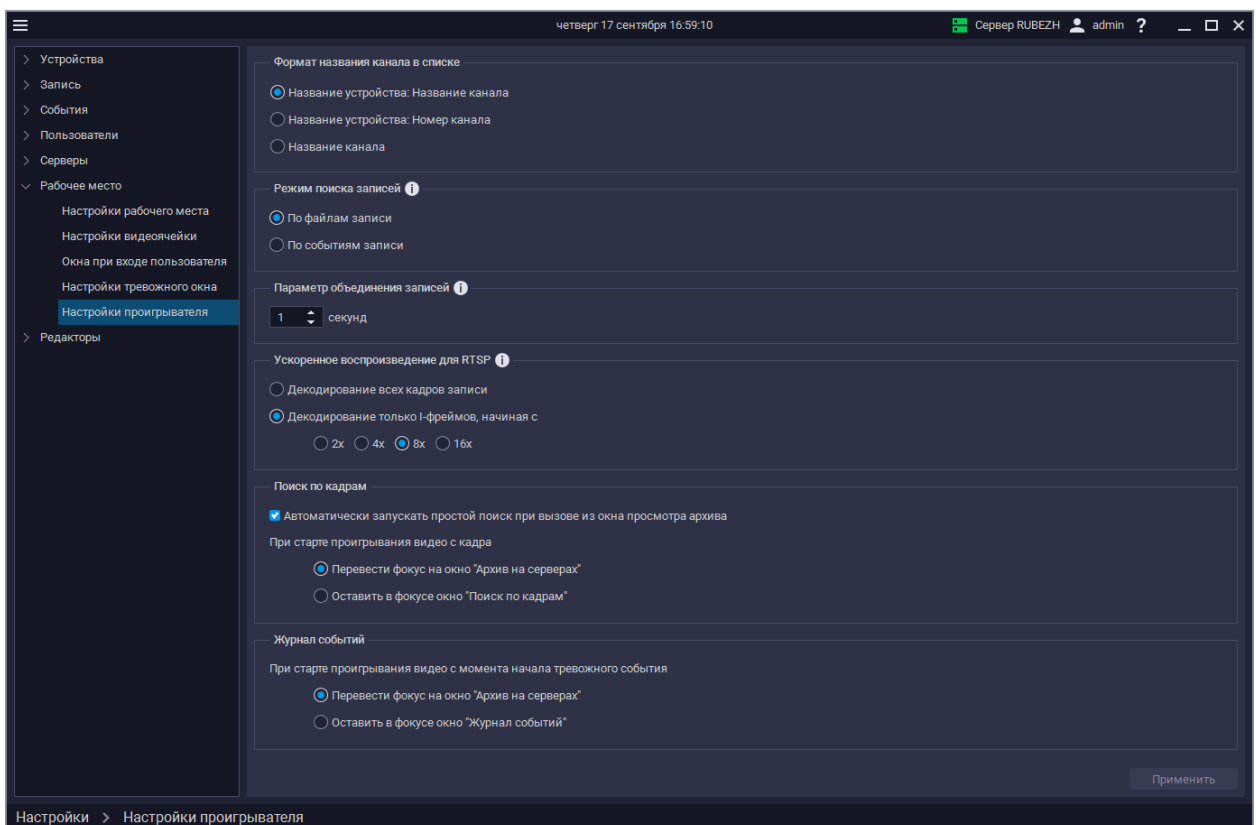 четверг 17 сентября 16:59:10 Сервер RUBEZH admin ?
Устройства
Запись
События
Пользователи
Серверы
Рабочее место
Настройки рабочего места
Настройки видеоячейки
Окна при входе пользователя
Настройки тревожного окна
Настройки проигрывателя
Редакторы
Формат названия канала в списке
Название устройства: Название канала
Название устройства: Номер канала
Название канала
Режим поиска записей i
По файлам записи
По событиям записи
Параметр объединения записей i
1 секунд
Ускоренное воспроизведение для RTSP i
Декодирование всех кадров записи
Декодирование только I-фреймов, начиная с
2x 4x 8x 16x
Поиск по кадрам
Автоматически запускать простой поиск при вызове из окна просмотра архива
При старте проигрывания видео с кадра
Перевести фокус на окно "Архив на серверах"
Оставить в фокусе окно "Поиск по кадрам"
Журнал событий
При старте проигрывания видео с момента начала тревожного события
Перевести фокус на окно "Архив на серверах"
Оставить в фокусе окно "Журнал событий"
Применить
Настройки > Настройки проигрывателя